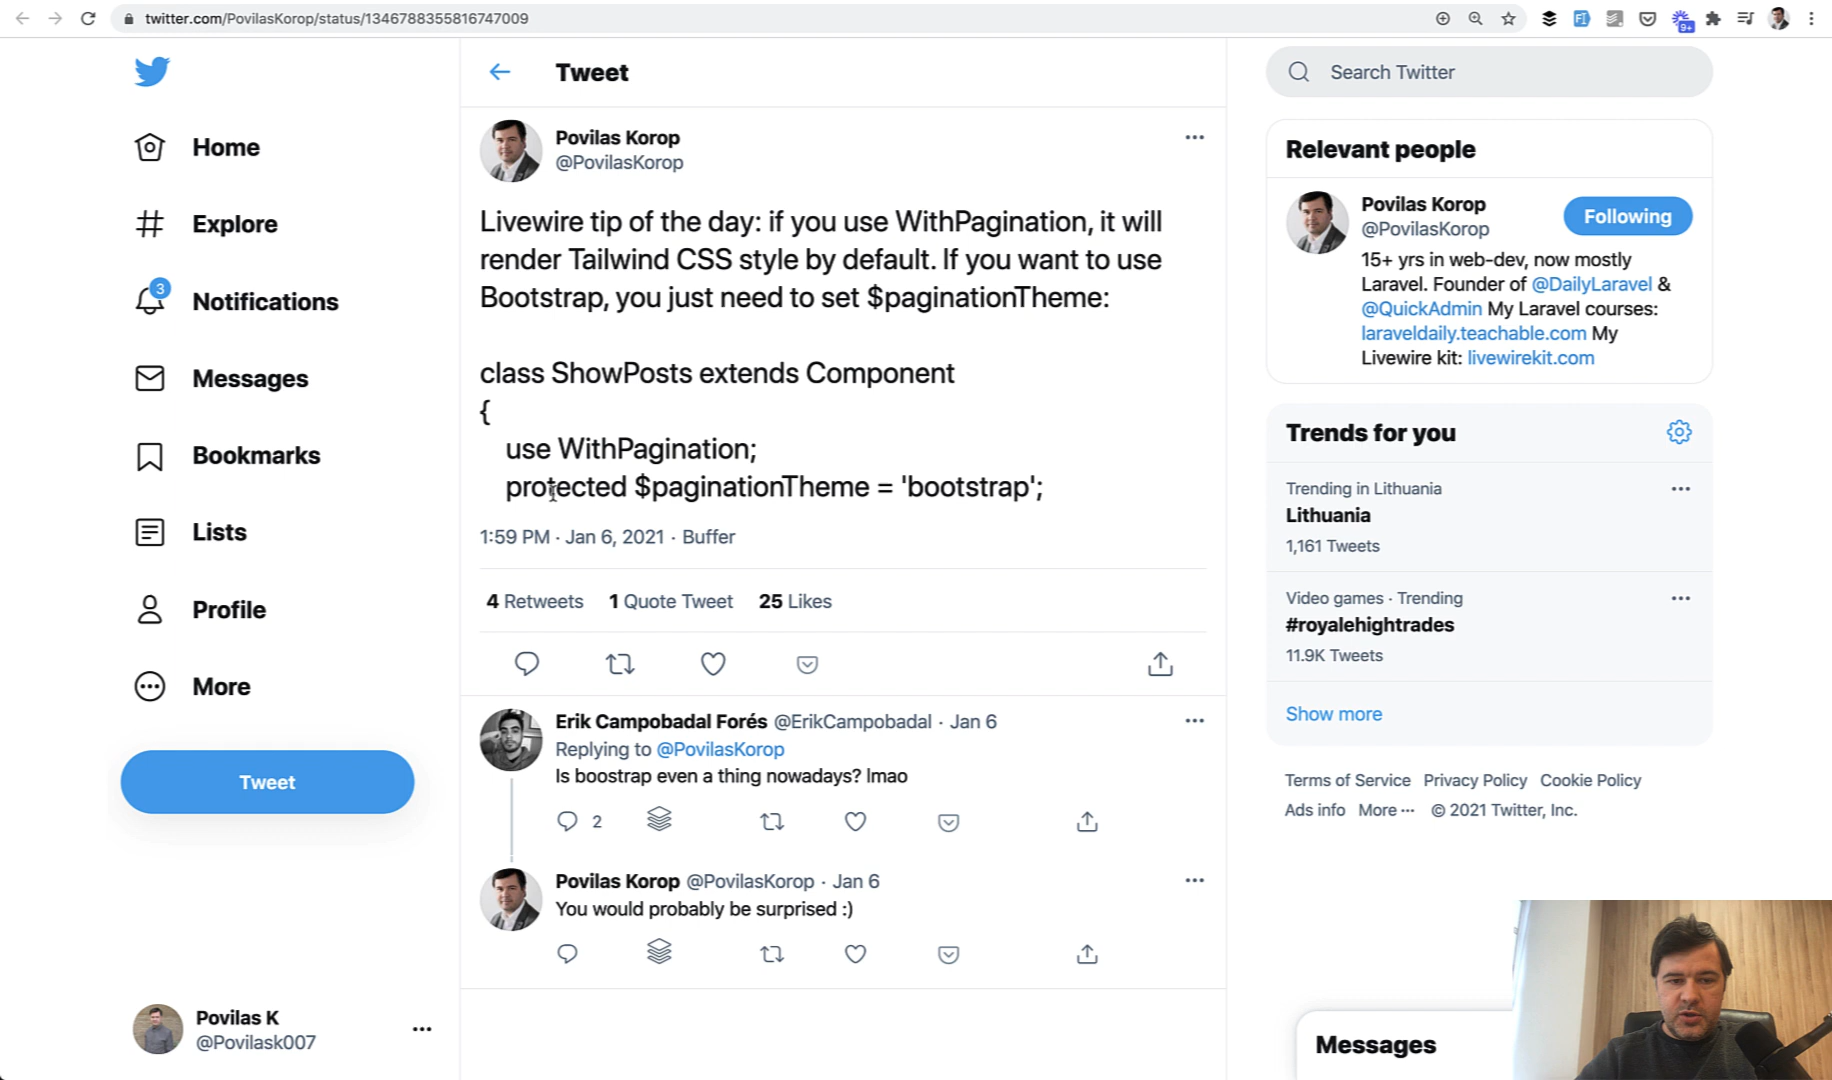 twitter.com/PovilasKorop/status/1346788355816747009
9+
Home
Explore
3
Notifications
Messages
Bookmarks
Lists
Profile
More
Tweet
Povilas K
@Povilask007
Tweet
Povilas Korop
@PovilasKorop
Livewire tip of the day: if you use WithPagination, it will
render Tailwind CSS style by default. If you want to use
Bootstrap, you just need to set $paginationTheme:
class ShowPosts extends Component
{
use WithPagination;
protected $paginationTheme = 'bootstrap';
1:59 PM · Jan 6, 2021 · Buffer
4 Retweets 1 Quote Tweet 25 Likes
Erik Campobadal Forés @ErikCampobadal · Jan 6
Replying to @PovilasKorop
Is boostrap even a thing nowadays? lmao
2
Povilas Korop @PovilasKorop · Jan 6
You would probably be surprised :)
Search Twitter
Relevant people
Povilas Korop
@PovilasKorop
Following
15+ yrs in web-dev, now mostly
Laravel. Founder of @DailyLaravel &
@QuickAdmin My Laravel courses:
laraveldaily.teachable.com My
Livewire kit: livewirekit.com
Trends for you
Trending in Lithuania
Lithuania
1,161 Tweets
Video games · Trending
#royalehightrades
11.9K Tweets
Show more
Terms of Service Privacy Policy Cookie Policy
Ads info More ··· © 2021 Twitter, Inc.
Messages